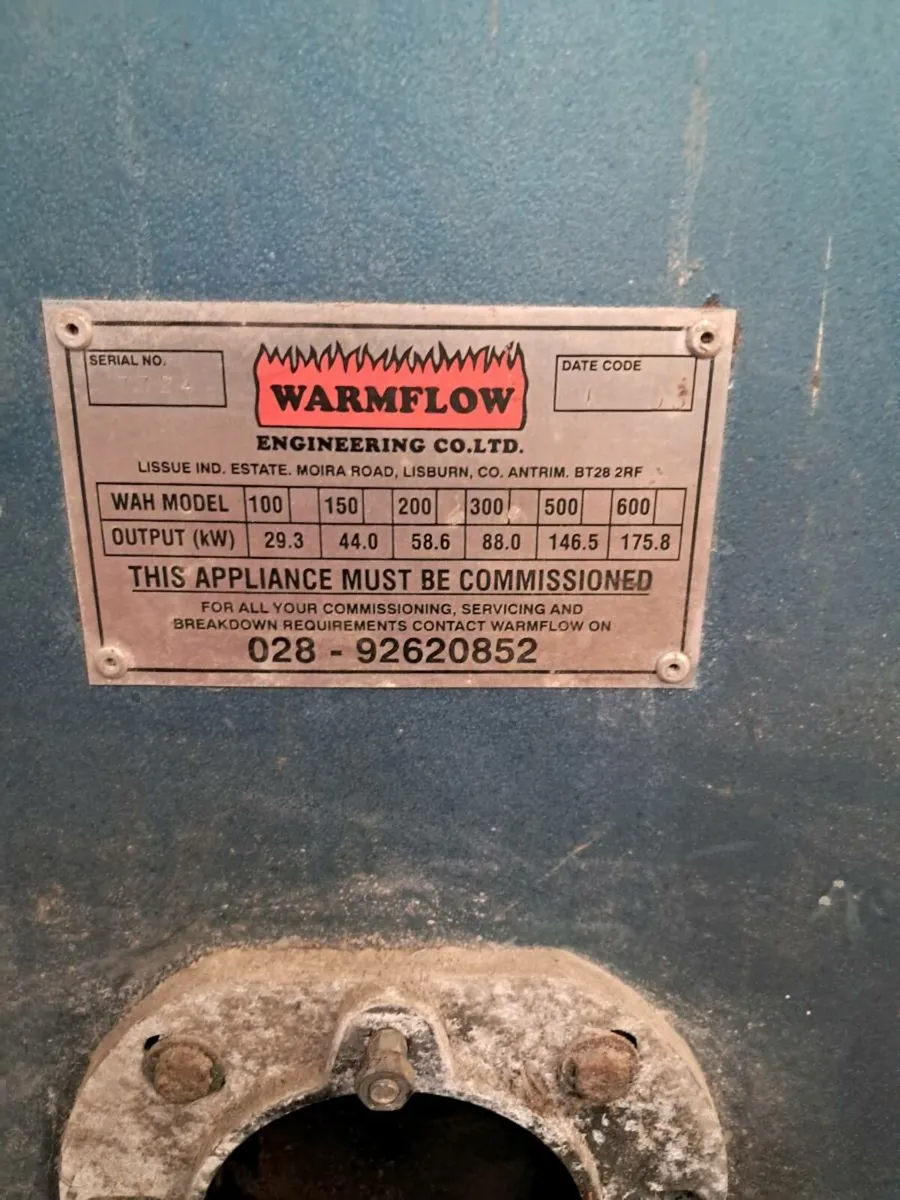 SERIAL NO.
WARMFLOW
DATE CODE
ENGINEERING CO.LTD.
LISSUE IND. ESTATE. MOIRA ROAD, LISBURN, CO. ANTRIM. BT28 2RF
WAH MODEL 100 150 200 300 500 600
OUTPUT (kW) 29.3 44.0 58.6 88.0 146.5 175.8
THIS APPLIANCE MUST BE COMMISSIONED
FOR ALL YOUR COMMISSIONING, SERVICING AND
BREAKDOWN REQUIREMENTS CONTACT WARMFLOW ON
028 - 92620852